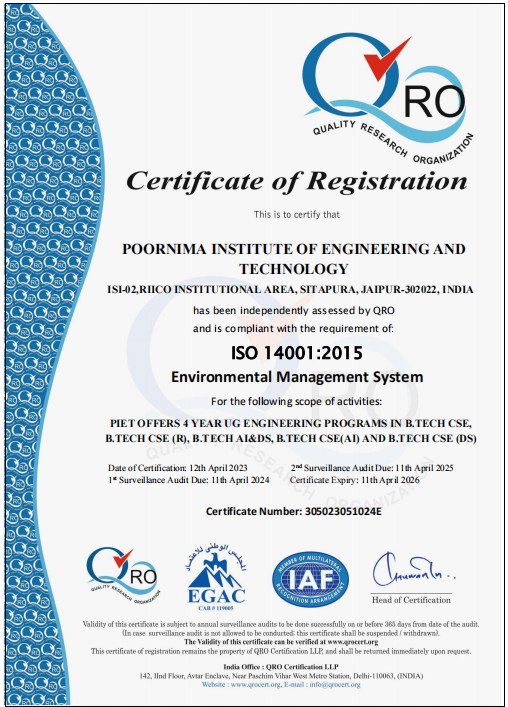 QRO
QUALITY RESEARCH ORGANIZATION
Certificate of Registration
This is to certify that
POORNIMA INSTITUTE OF ENGINEERING AND
TECHNOLOGY
ISI-02,RIICO INSTITUTIONAL AREA, SITAPURA, JAIPUR-302022, INDIA
has been independently assessed by QRO
and is compliant with the requirement of:
ISO 14001:2015
Environmental Management System
For the following scope of activities:
PIET OFFERS 4 YEAR UG ENGINEERING PROGRAMS IN B.TECH CSE,
B.TECH CSE (R), B.TECH AI&DS, B.TECH CSE(AI) AND B.TECH CSE (DS)
Date of Certification: 12th April 2023 2nd Surveillance Audit Due: 11th April 2025
1st Surveillance Audit Due: 11th April 2024 Certificate Expiry: 11th April 2026
Certificate Number: 305023051024E
QRO
QUALITY RESEARCH ORGANIZATION
المجلس الوطني للاعتماد
EGAC
CAB # 119005
MEMBER OF MULTILATERAL
IAF
RECOGNITION ARRANGEMENT
Head of Certification
Validity of this certificate is subject to annual surveillance audits to be done successfully on or before 365 days from date of the audit.
(In case surveillance audit is not allowed to be conducted: this certificate shall be suspended / withdrawn).
The Validity of this certificate can be verified at www.qrocert.org
This certificate of registration remains the property of QRO Certification LLP, and shall be returned immediately upon request.
India Office : QRO Certification LLP
142, IInd Floor, Avtar Enclave, Near Paschim Vihar West Metro Station, Delhi-110063, (INDIA)
Website : www.qrocert.org, E-mail : info@qrocert.org